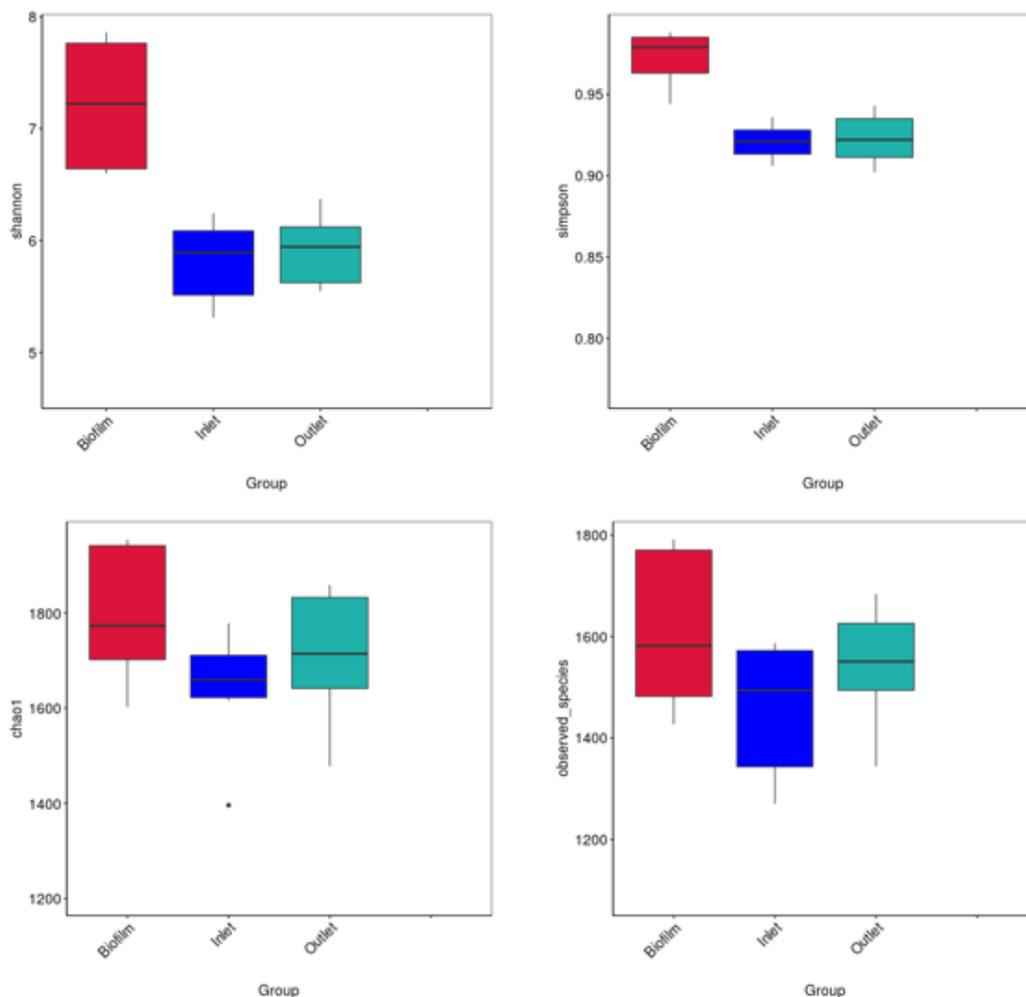 shannon
8
7
6
5
Biofilm
Inlet
Outlet
Group
simpson
0.95
0.90
0.85
0.80
Biofilm
Inlet
Outlet
Group
chao1
1800
1600
1400
1200
Biofilm
Inlet
Outlet
Group
observed_species
1800
1600
1400
1200
Biofilm
Inlet
Outlet
Group